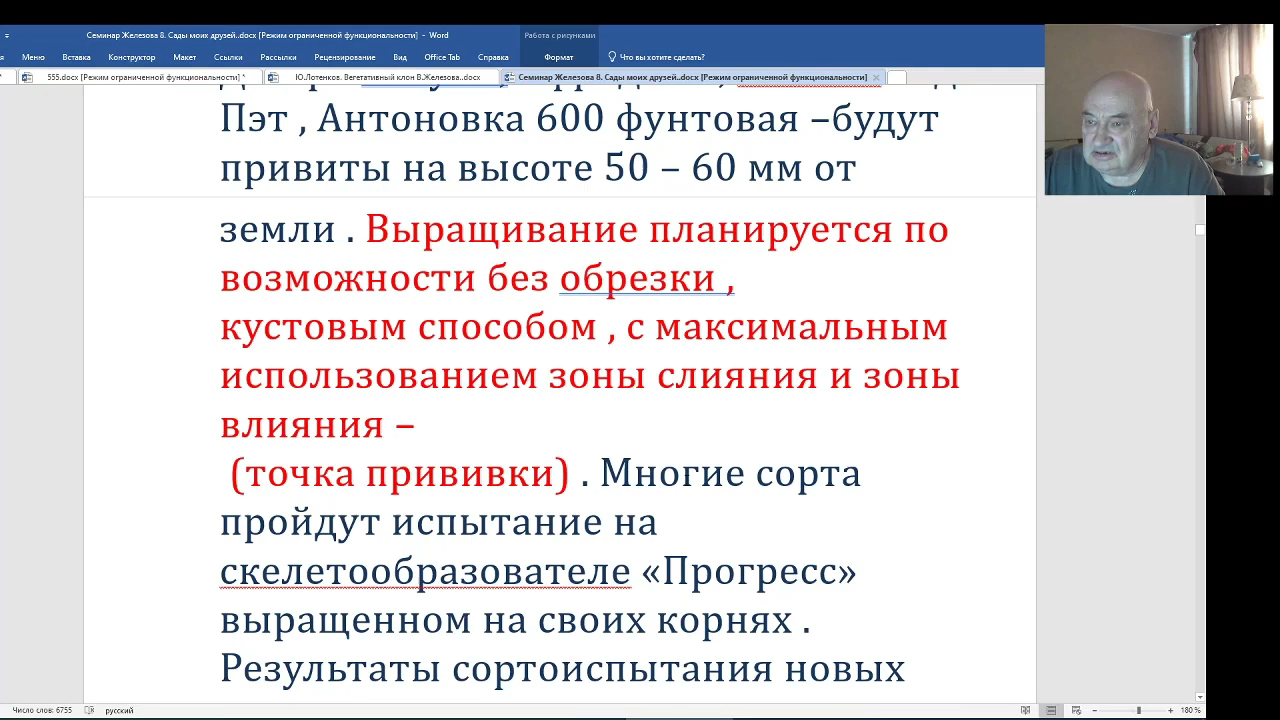 Семинар Железова 8. Сады моих друзей..docx [Режим ограниченной функциональности] - Word
Работа с рисунками
Меню Вставка Конструктор Макет Ссылки Рассылки Рецензирование Вид Office Tab Справка Формат Что вы хотите сделать?
555.docx [Режим ограниченной функциональности] * Ю.Лотенков. Вегетативный клон В.Железова..docx Семинар Железова 8. Сады моих друзей..docx [Режим ограниченной функциональности]
Пэт , Антоновка 600 фунтовая –будут
привиты на высоте 50 – 60 мм от
земли . Выращивание планируется по
возможности без обрезки ,
кустовым способом , с максимальным
использованием зоны слияния и зоны
влияния –
(точка прививки) . Многие сорта
пройдут испытание на
скелетообразователе «Прогресс»
выращенном на своих корнях .
Результаты сортоиспытания новых
Число слов: 6755 русский 180 %